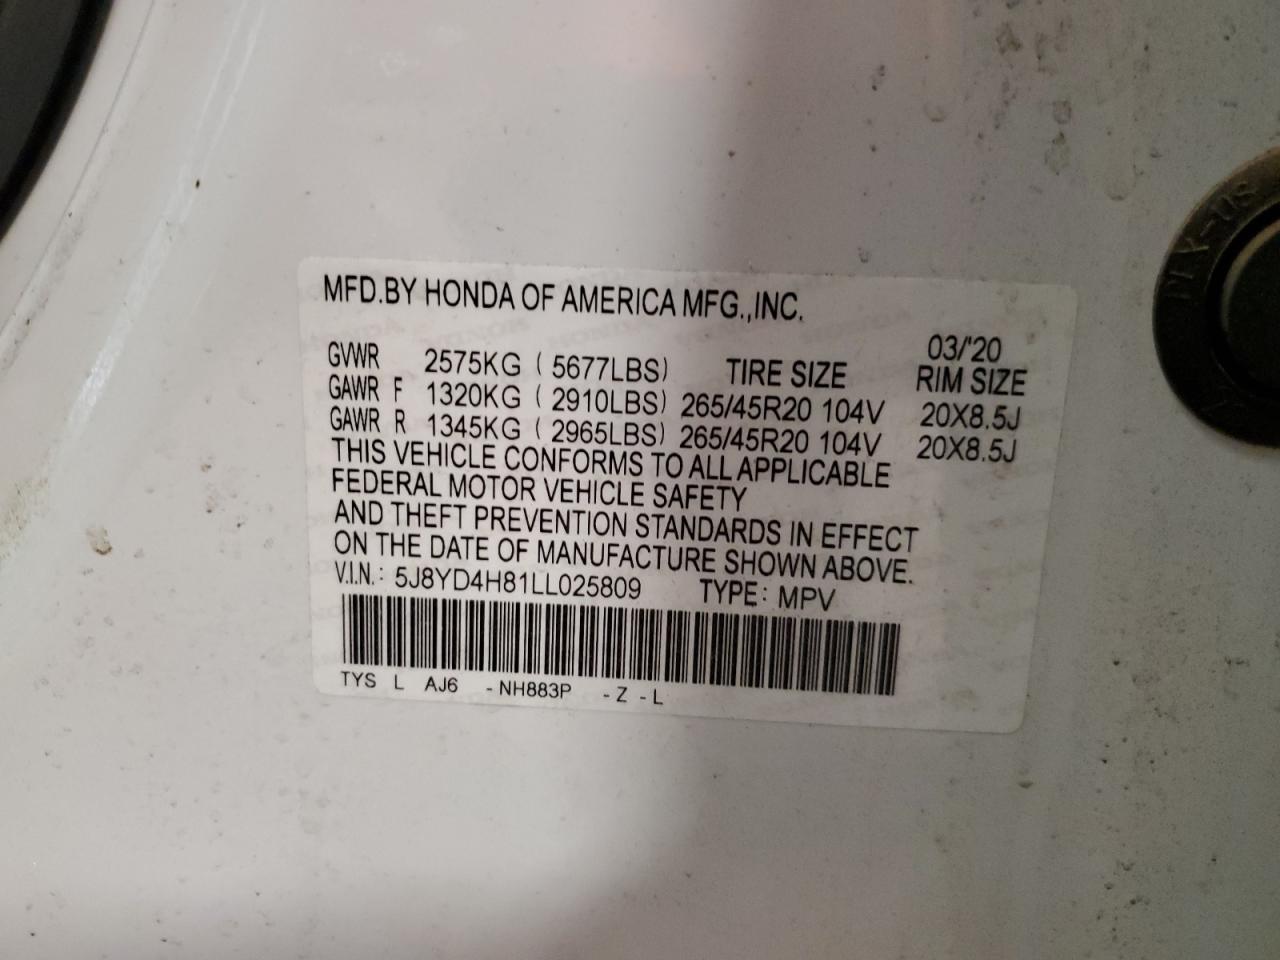 MFD.BY HONDA OF AMERICA MFG.,INC.
03/'20
GVWR 2575KG ( 5677LBS) TIRE SIZE RIM SIZE
GAWR F 1320KG ( 2910LBS) 265/45R20 104V 20X8.5J
GAWR R 1345KG ( 2965LBS) 265/45R20 104V 20X8.5J
THIS VEHICLE CONFORMS TO ALL APPLICABLE
FEDERAL MOTOR VEHICLE SAFETY
AND THEFT PREVENTION STANDARDS IN EFFECT
ON THE DATE OF MANUFACTURE SHOWN ABOVE.
V.I.N.: 5J8YD4H81LL025809 TYPE: MPV
TYS L AJ6 -NH883P -Z -L